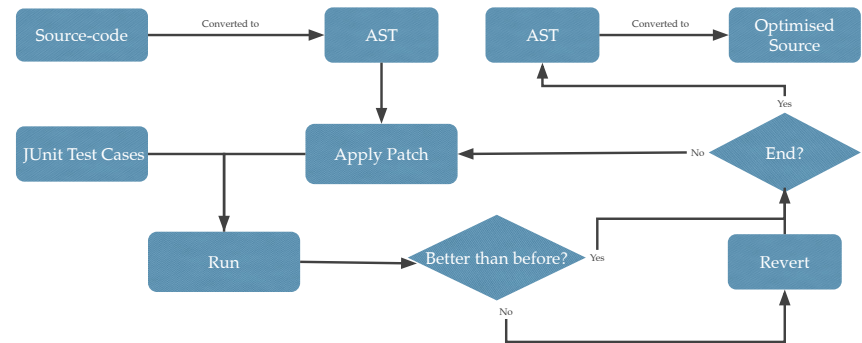 Source-code
Converted to
AST
AST
Converted to
Optimised
Source
Yes
JUnit Test Cases
Apply Patch
No
End?
Run
Better than before?
Yes
Revert
No